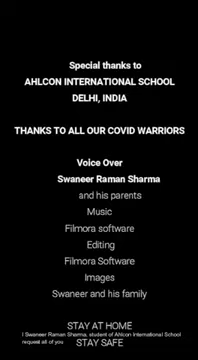 Special thanks to
AHLCON INTERNATIONAL SCHOOL
DELHI, INDIA
THANKS TO ALL OUR COVID WARRIORS
Voice Over
Swaneer Raman Sharma
and his parents
Music
Filmora software
Editing
Filmora Software
Images
Swaneer and his family
STAY AT HOME
I Swaneer Raman Sharma, student of Ahlcon International School
request all of you STAY SAFE